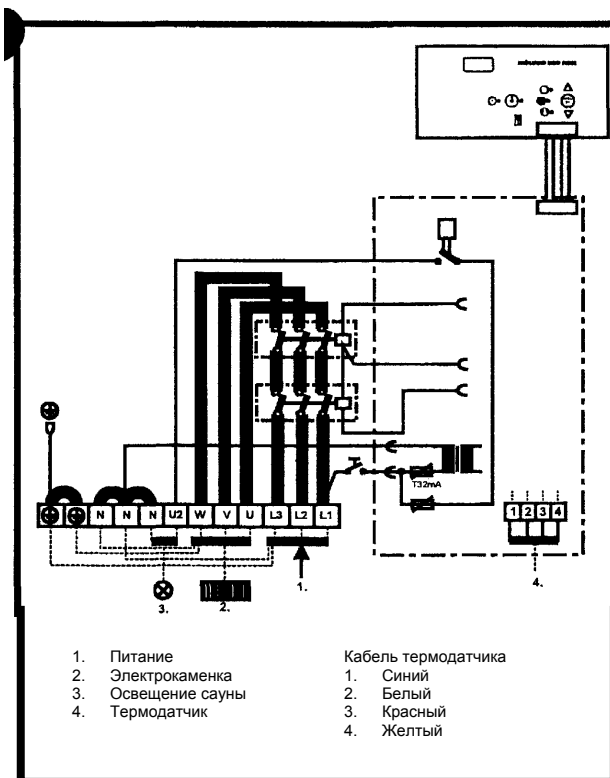 T32mA
N N N U2 W V U L3 L2 L1
1 2 3 4
3.
2.
1.
4.
1. Питание
2. Электрокаменка
3. Освещение сауны
4. Термодатчик
Кабель термодатчика
1. Синий
2. Белый
3. Красный
4. Желтый